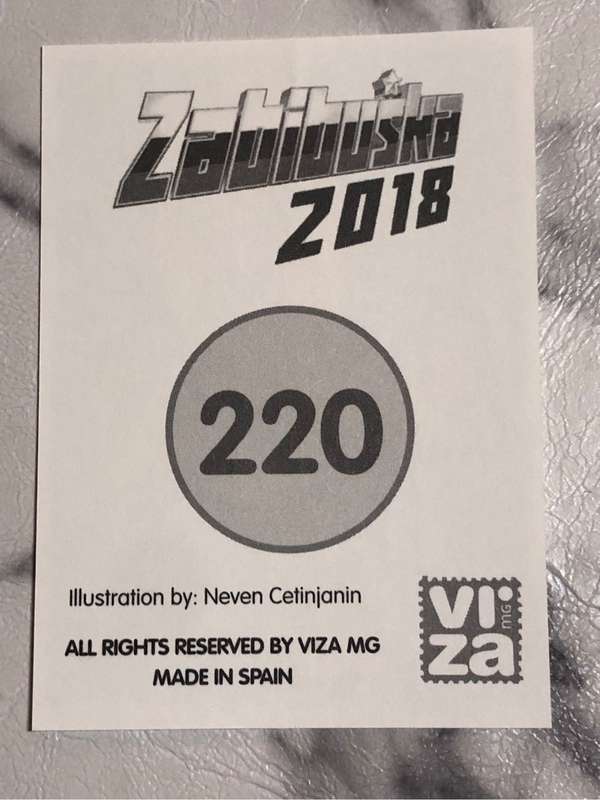 Zabibuška
2018
220
Illustration by: Neven Cetinjanin
ALL RIGHTS RESERVED BY VIZA MG
MADE IN SPAIN
vi
MG
za